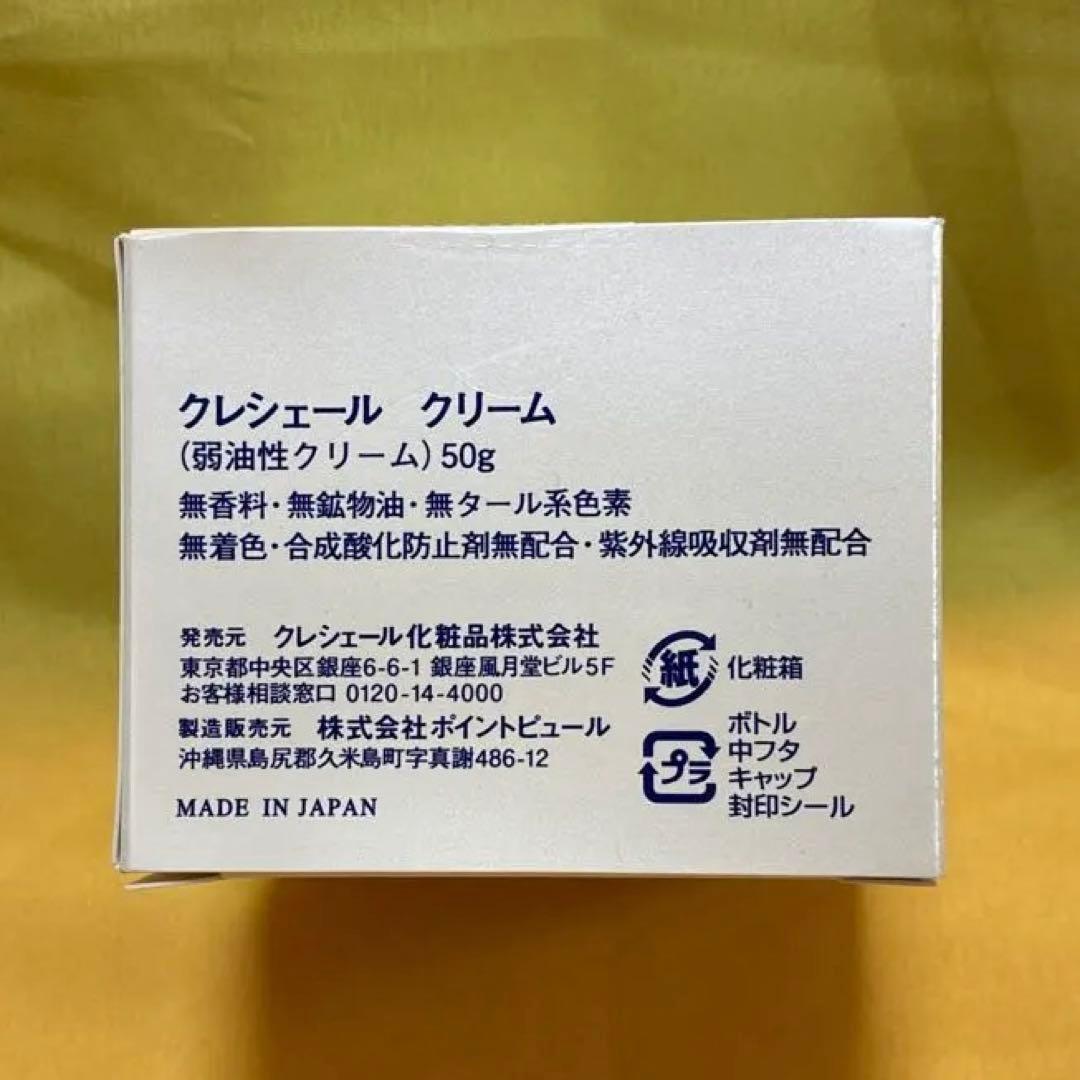 クレシェール　クリーム
(弱油性クリーム) 50g
無香料・無鉱物油・無タール系色素
無着色・合成酸化防止剤無配合・紫外線吸収剤無配合
発売元　クレシェール化粧品株式会社
東京都中央区銀座6-6-1 銀座風月堂ビル5F
お客様相談窓口 0120-14-4000
製造販売元　株式会社ポイントピュール
沖縄県島尻郡久米島町字真謝486-12
MADE IN JAPAN
紙 化粧箱
プラ
ボトル
中フタ
キャップ
封印シール